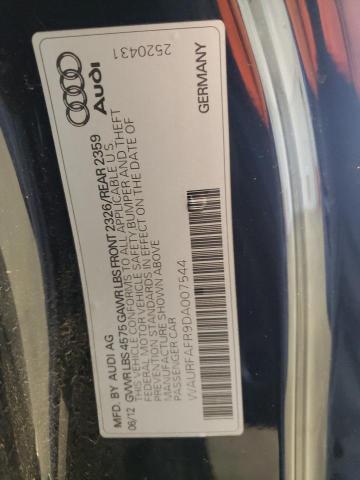 MFD. BY AUDI AG
06/12 GVWR LBS 4575 GAWR LBS FRONT 2326/REAR 2359
THIS VEHICLE CONFORMS TO ALL APPLICABLE U S
FEDERAL MOTOR VEHICLE SAFETY BUMPER AND THEFT
PREVENTION STANDARDS IN EFFECT ON THE DATE OF
MANUFACTURE SHOWN ABOVE
PASSENGER CAR
WAURFAFR9DA007544
Audi
2520431
GERMANY